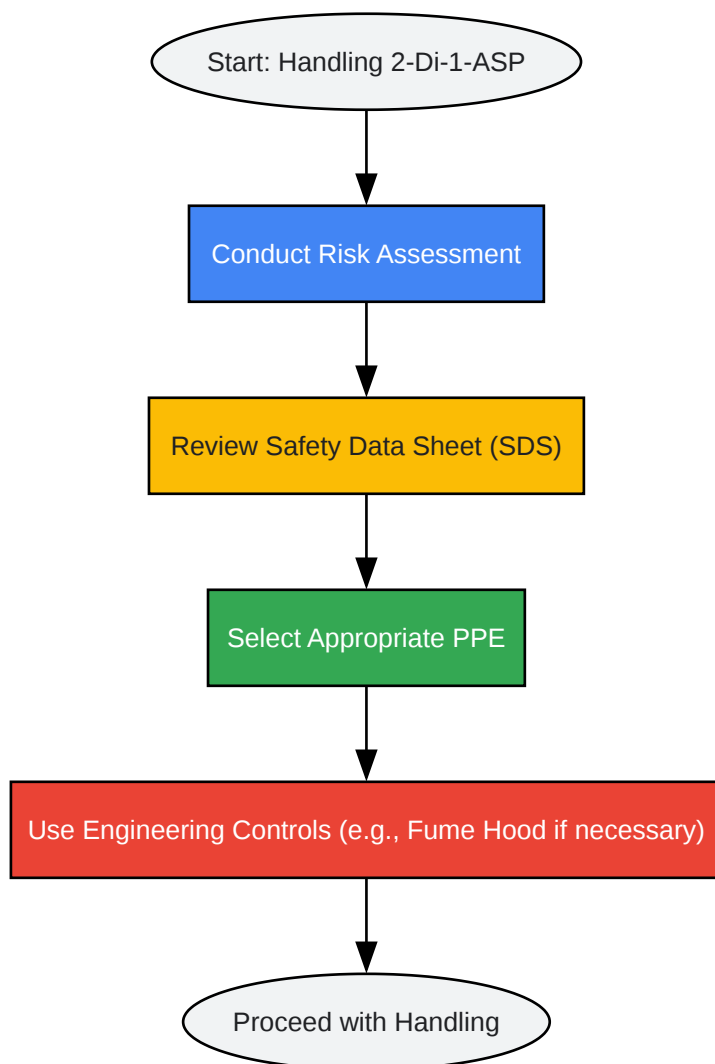 Start: Handling 2-Di-1-ASP
Conduct Risk Assessment
Review Safety Data Sheet (SDS)
Select Appropriate PPE
Use Engineering Controls (e.g., Fume Hood if necessary)
Proceed with Handling